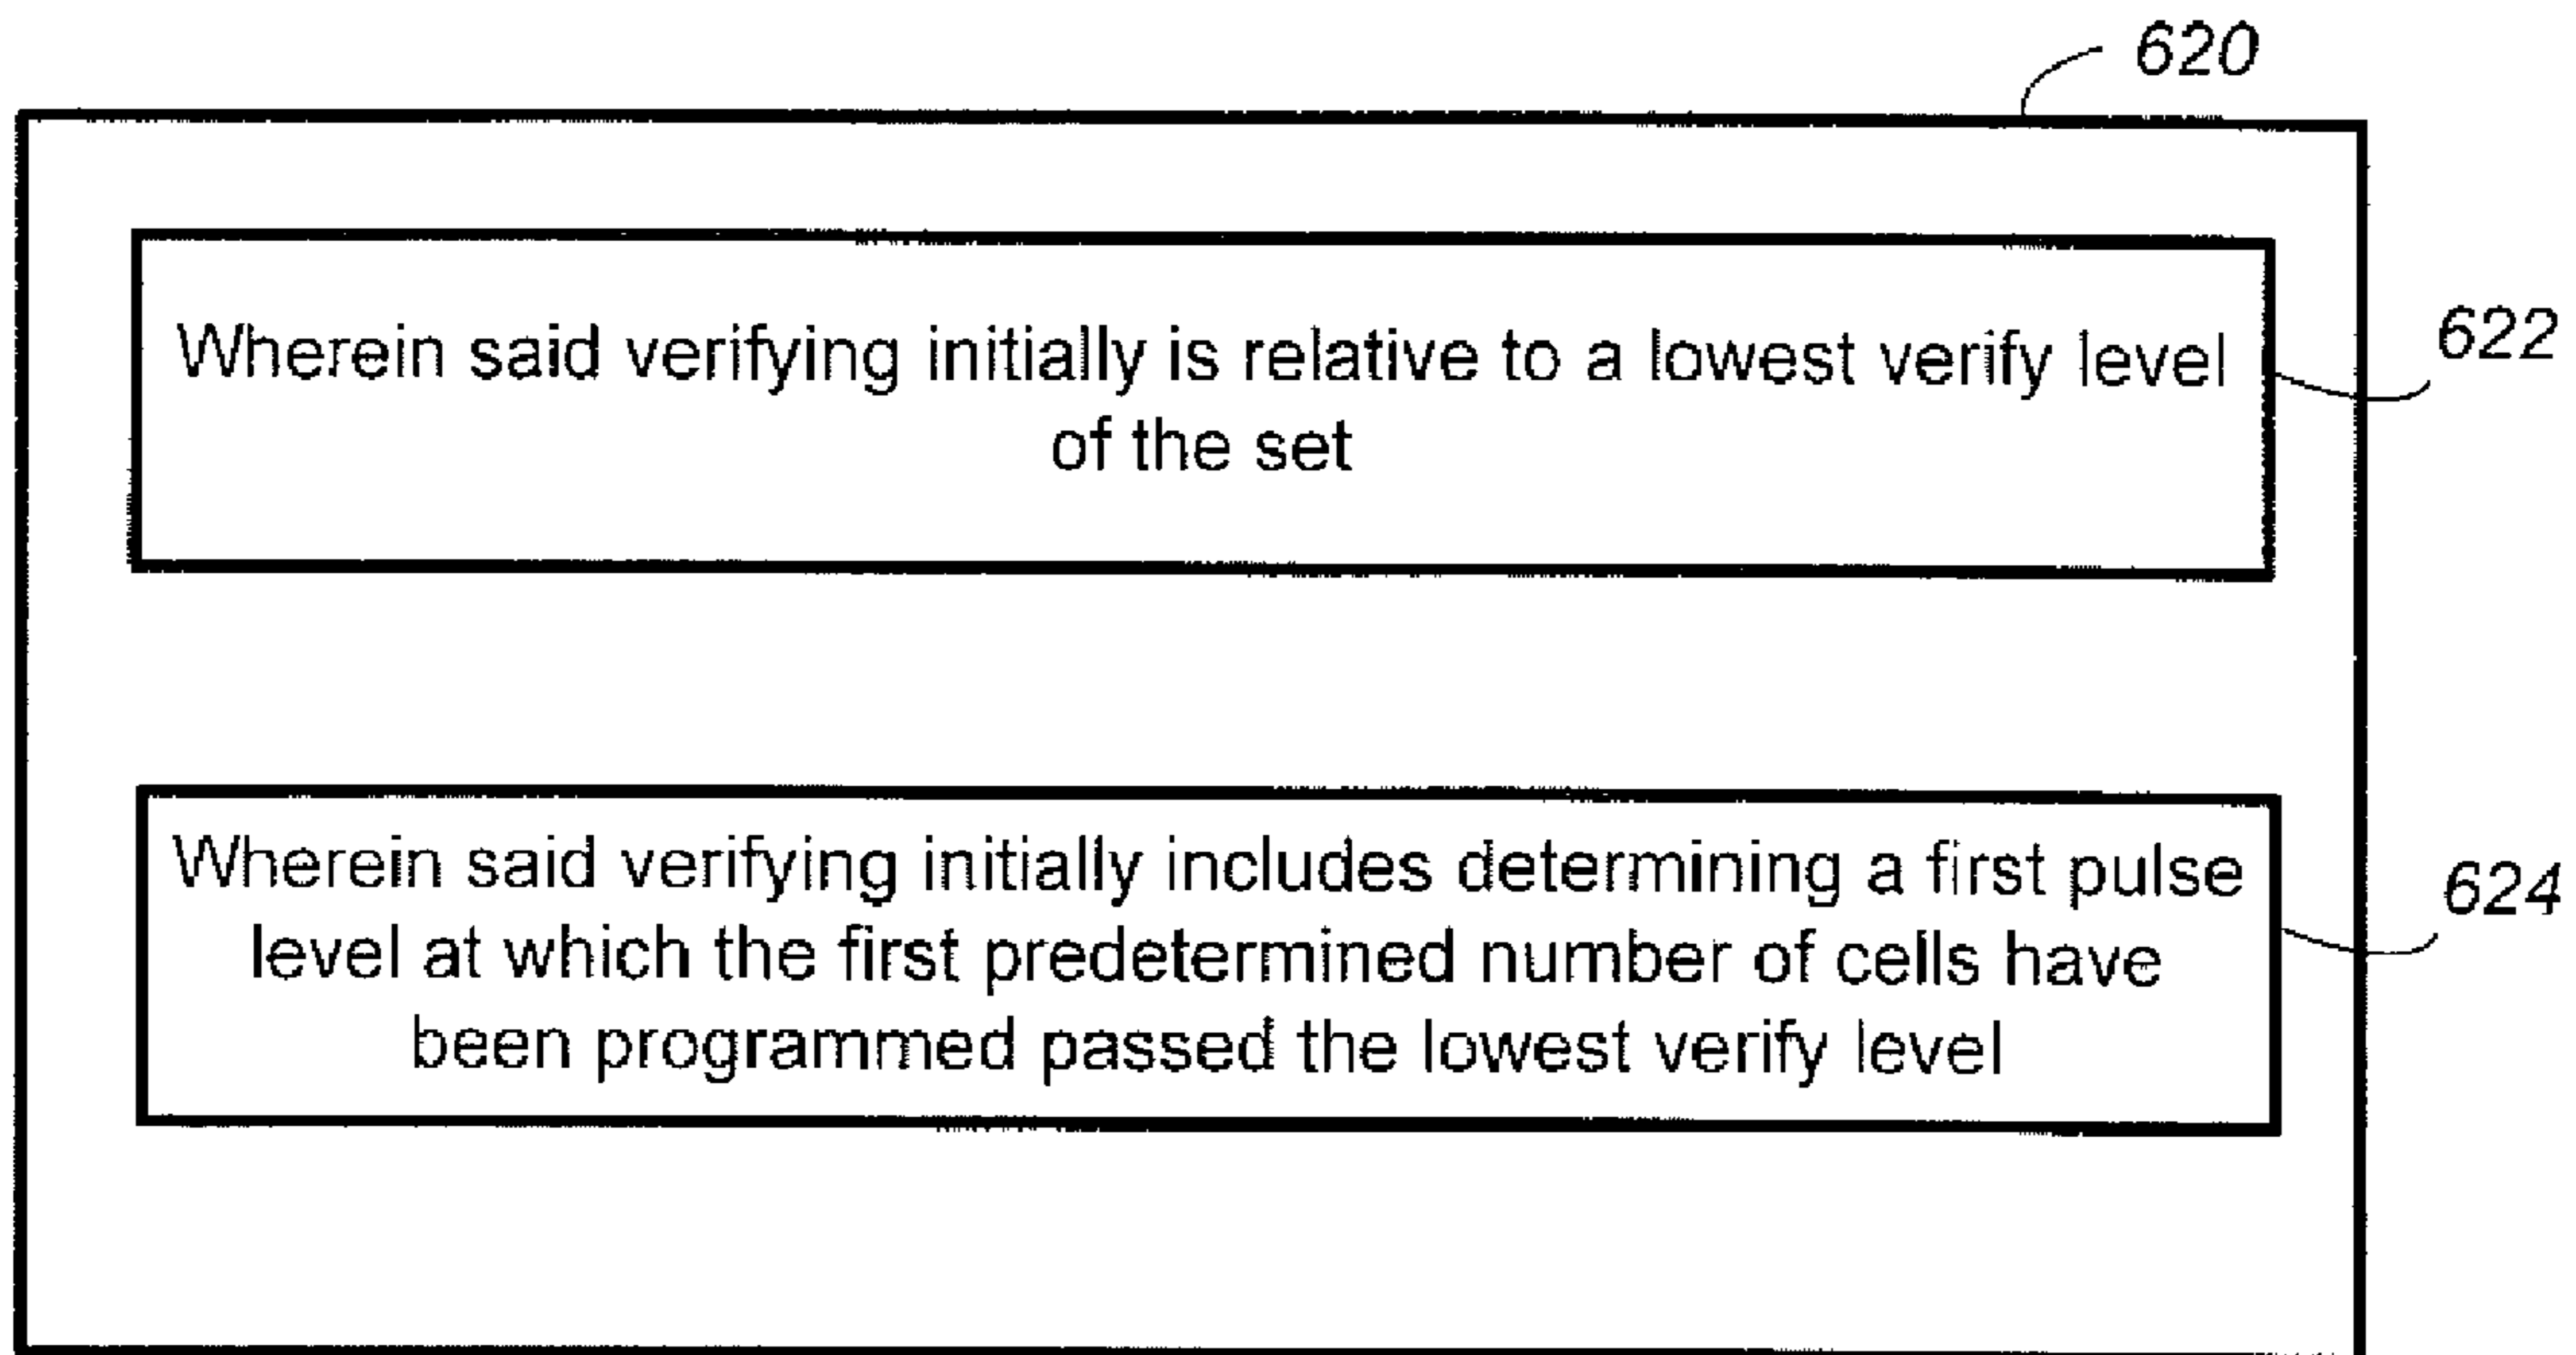 620
Wherein said verifying initially is relative to a lowest verify level
of the set
622
Wherein said verifying initially includes determining a first pulse
level at which the first predetermined number of cells have
been programmed passed the lowest verify level
624